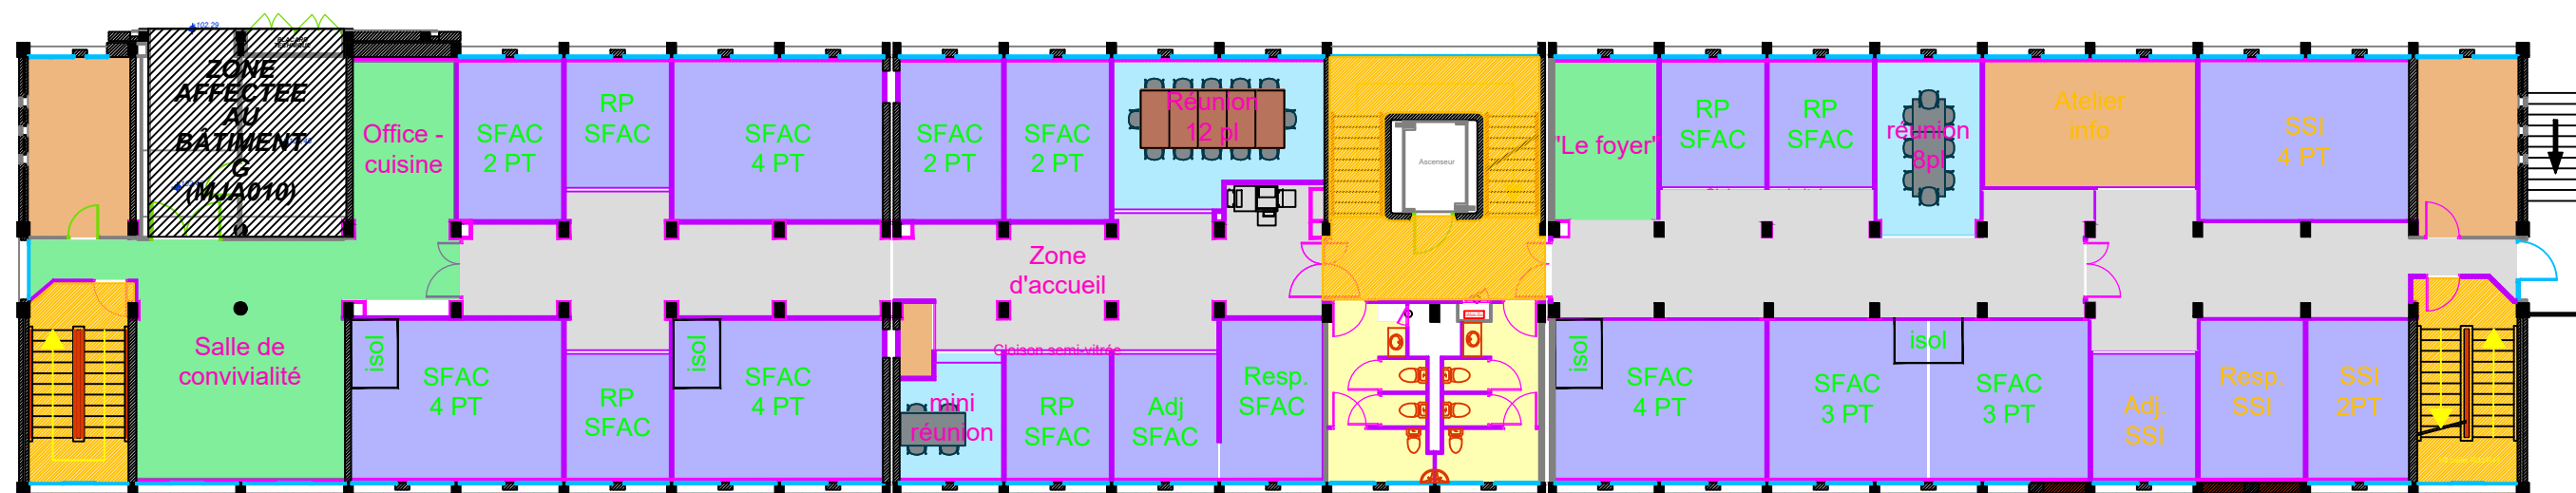 102.29
PLACARD
TECHNIQUE
ZONE
AFFECTEE
AU
BÂTIMENT
G
(MJA010)
Office -
cuisine
SFAC
2 PT
RP
SFAC
SFAC
4 PT
SFAC
2 PT
SFAC
2 PT
Réunion
12 pl
Ascenseur
'Le foyer'
RP
SFAC
RP
SFAC
réunion
8pl
Atelier
info
SSI
4 PT
Zone
d'accueil
Salle de
convivialité
isol
SFAC
4 PT
RP
SFAC
isol
SFAC
4 PT
Cloison semi-vitrée
mini
réunion
RP
SFAC
Adj
SFAC
Resp.
SFAC
isol
SFAC
4 PT
SFAC
3 PT
isol
SFAC
3 PT
Adj.
SSI
Resp.
SSI
SSI
2PT